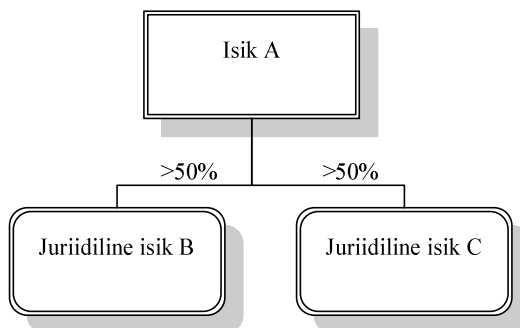 Isik A
>50%
>50%
Juriidiline isik B
Juriidiline isik C